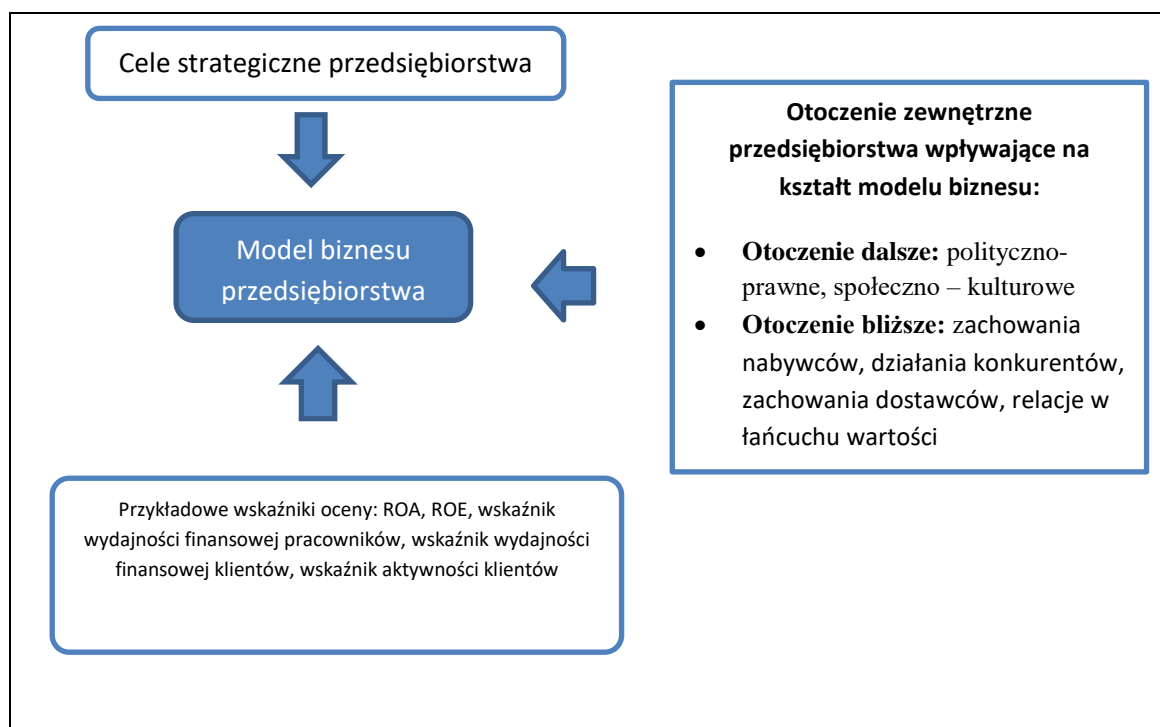 Cele strategiczne przedsiębiorstwa
Model biznesu
przedsiębiorstwa
Przykładowe wskaźniki oceny: ROA, ROE, wskaźnik
wydajności finansowej pracowników, wskaźnik wydajności
finansowej klientów, wskaźnik aktywności klientów
Otoczenie zewnętrzne
przedsiębiorstwa wpływające na
kształt modelu biznesu:
• Otoczenie dalsze: polityczno-
prawne, społeczno – kulturowe
• Otoczenie bliższe: zachowania
nabywców, działania konkurentów,
zachowania dostawców, relacje w
łańcuchu wartości